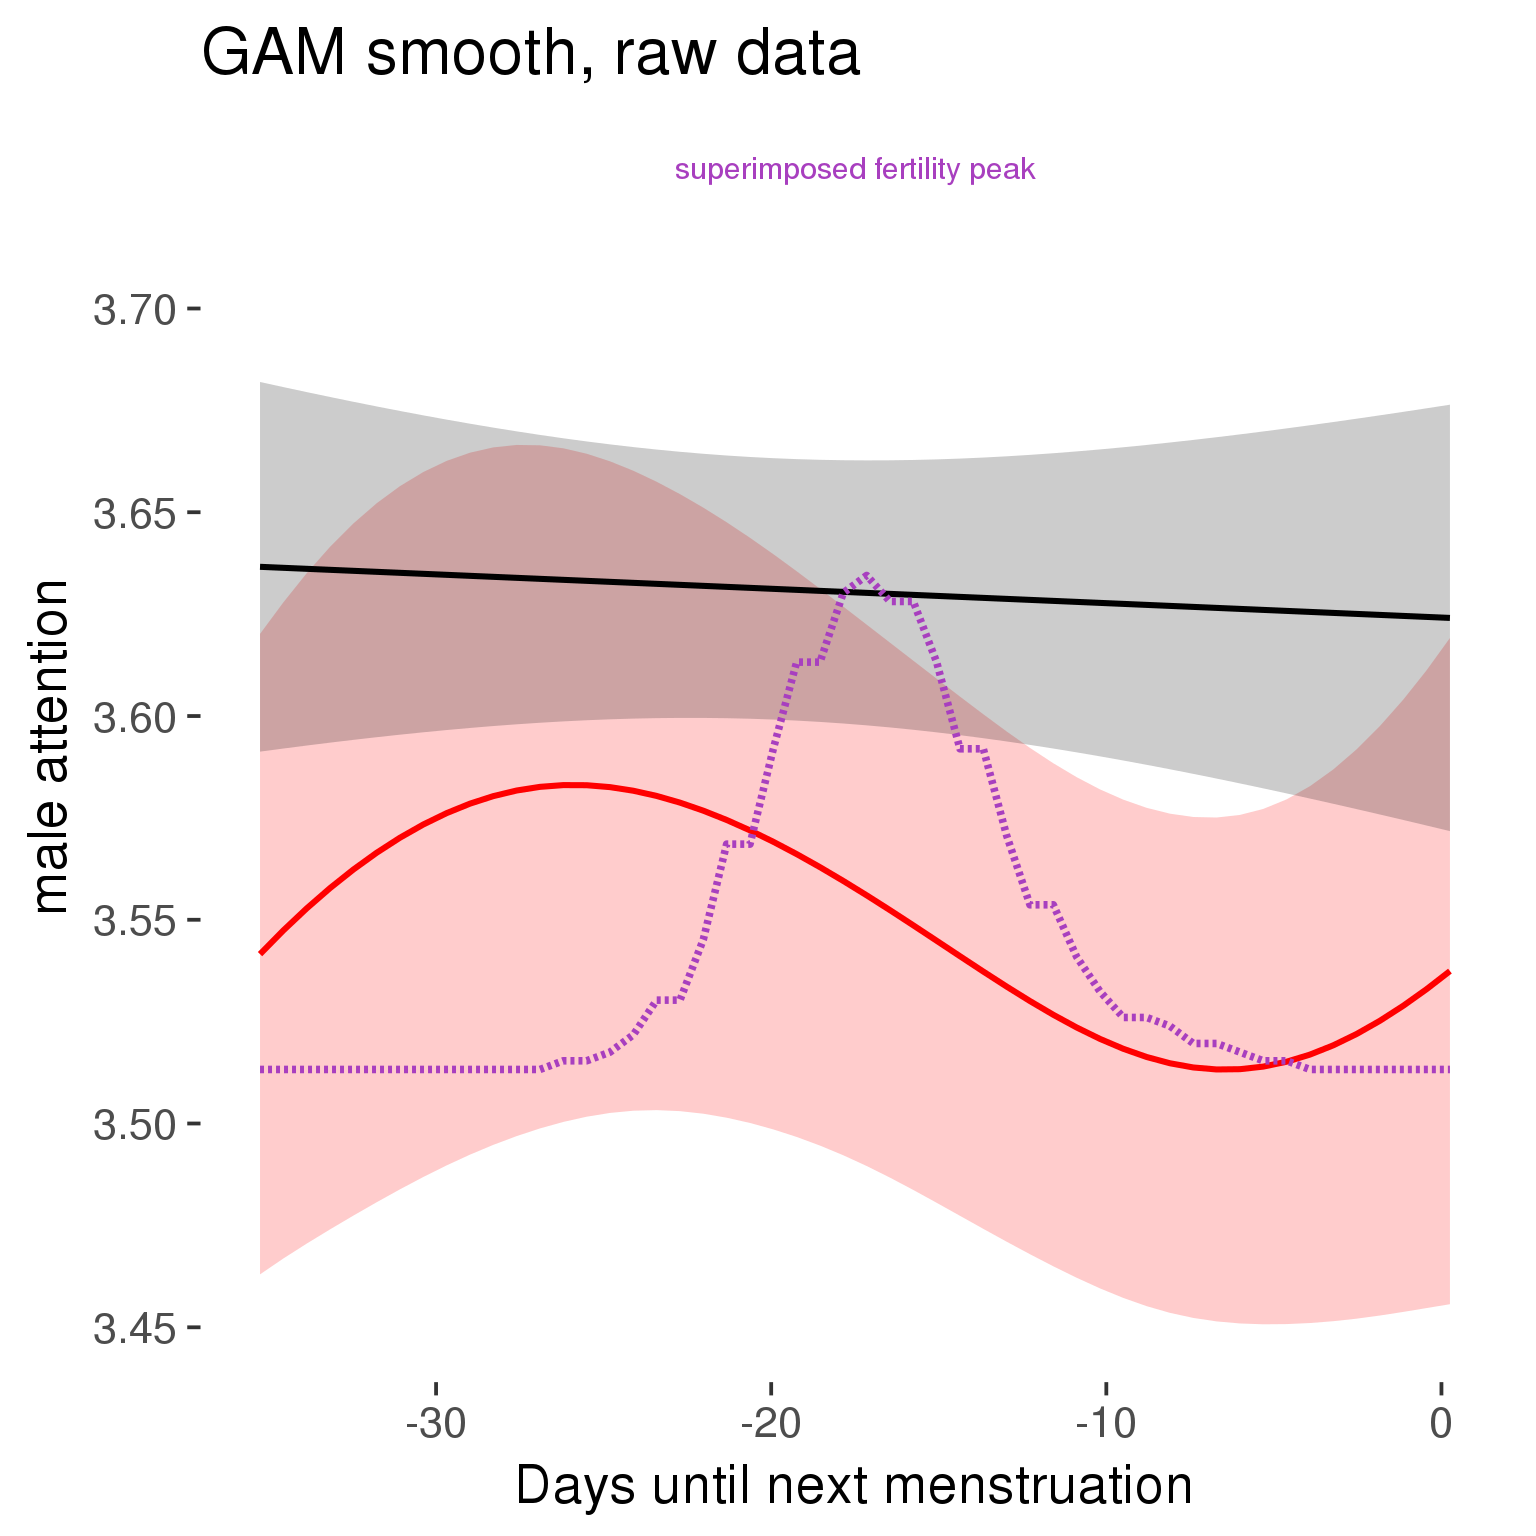 GAM smooth, raw data
superimposed fertility peak
3.70
3.65
3.60
3.55
3.50
3.45
male attention
-30
-20
-10
0
Days until next menstruation